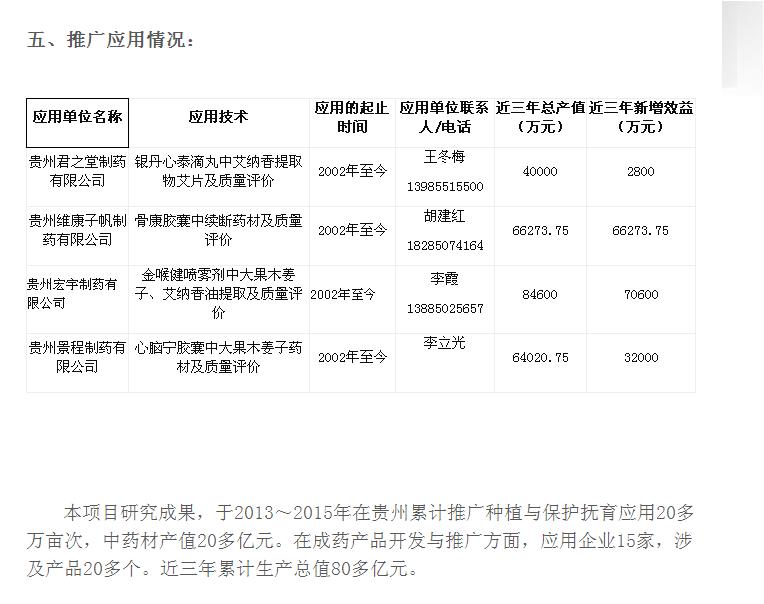 五、推广应用情况：
应用单位名称 应用技术 应用的起止时间 应用单位联系人/电话 近三年总产值（万元） 近三年新增效益（万元）
贵州君之堂制药有限公司 银丹心泰滴丸中艾纳香提取物艾片及质量评价 2002年至今 王冬梅 13985515500 40000 2800
贵州维康子帆制药有限公司 骨康胶囊中续断药材及质量评价 2002年至今 胡建红 18285074164 66273.75 66273.75
贵州宏宇制药有限公司 金喉健喷雾剂中大果木姜子、艾纳香油提取及质量评价 2002年至今 李霞 13885025657 84600 70600
贵州景程制药有限公司 心脑宁胶囊中大果木姜子药材及质量评价 2002年至今 李立光 64020.75 32000
本项目研究成果，于2013～2015年在贵州累计推广种植与保护抚育应用20多
万亩次，中药材产值20多亿元。在成药产品开发与推广方面，应用企业15家，涉
及产品20多个。近三年累计生产总值80多亿元。